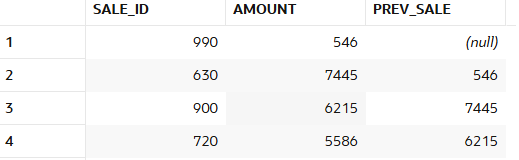 SALE_ID AMOUNT PREV_SALE
1 990 546 (null)
2 630 7445 546
3 900 6215 7445
4 720 5586 6215